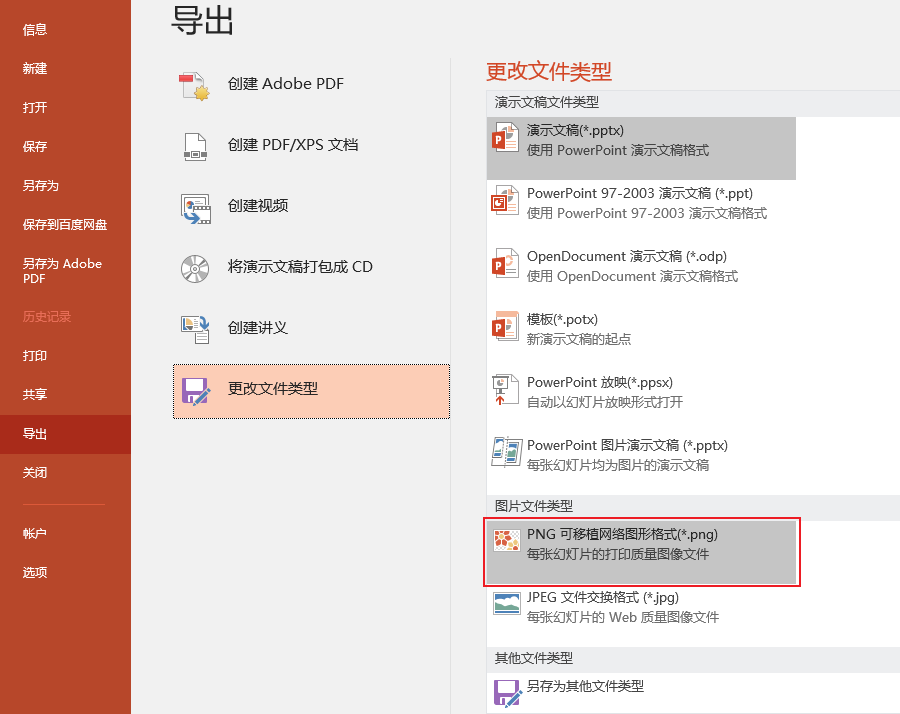 信息
新建
打开
保存
另存为
保存到百度网盘
另存为 Adobe
PDF
历史记录
打印
共享
导出
关闭
帐户
选项
导出
创建 Adobe PDF
创建 PDF/XPS 文档
创建视频
将演示文稿打包成 CD
创建讲义
更改文件类型
更改文件类型
演示文稿文件类型
演示文稿(*.pptx)
使用 PowerPoint 演示文稿格式
PowerPoint 97-2003 演示文稿 (*.ppt)
使用 PowerPoint 97-2003 演示文稿格式
OpenDocument 演示文稿 (*.odp)
使用 OpenDocument 演示文稿格式
模板(*.potx)
新演示文稿的起点
PowerPoint 放映(*.ppsx)
自动以幻灯片放映形式打开
PowerPoint 图片演示文稿 (*.pptx)
每张幻灯片均为图片的演示文稿
图片文件类型
PNG 可移植网络图形格式(*.png)
每张幻灯片的打印质量图像文件
JPEG 文件交换格式 (*.jpg)
每张幻灯片的 Web 质量图像文件
其他文件类型
另存为其他文件类型